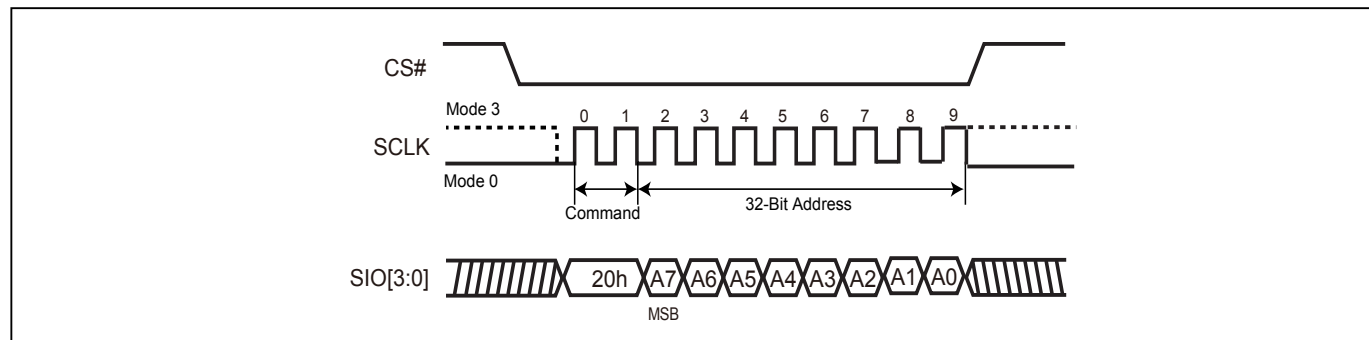 CS#
Mode 3
0 1 2 3 4 5 6 7 8 9
SCLK
Mode 0
Command
32-Bit Address
SIO[3:0]
20h A7 A6 A5 A4 A3 A2 A1 A0
MSB